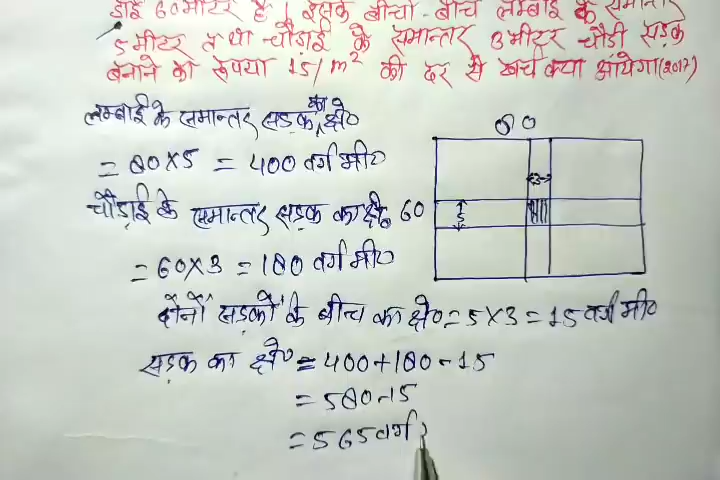 ड़ाई 60 मीटर है । इसके बीचो-बीच लम्बाई के समान्तर
5 मीटर तथा चौड़ाई के समान्तर 3 मीटर चौडी सड़क
बनाने को रुपया 15/m² की दर से खर्च क्या आयेगा(2017)
लम्बाई के समान्तर सड़क का क्षे०
= 80×5 = 400 वर्ग मी०
80
चौड़ाई के समान्तर सड़क का क्षे०
60
3
5
= 60×3 = 180 वर्ग मी०
दोनों सड़कों के बीच का क्षे० = 5×3 = 15 वर्ग मी०
सड़क का क्षे० = 400+180-15
= 580-15
= 565 वर्ग